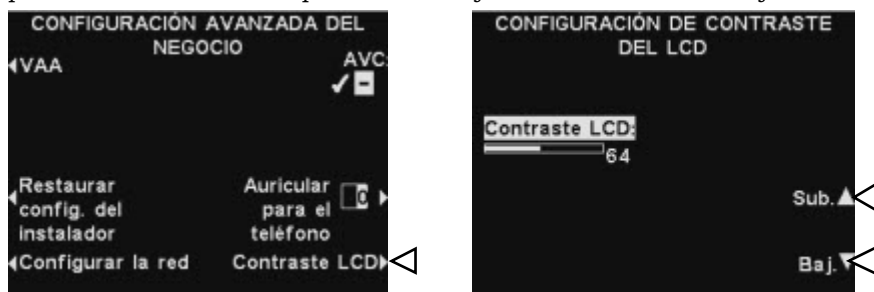 CONFIGURACIÓN AVANZADA DEL
NEGOCIO
VAA
AVC:
Restaurar
config. del
instalador
Auricular
para el
teléfono
0
Configurar la red
Contraste LCD
CONFIGURACIÓN DE CONTRASTE
DEL LCD
Contraste LCD:
64
Sub.
Baj.